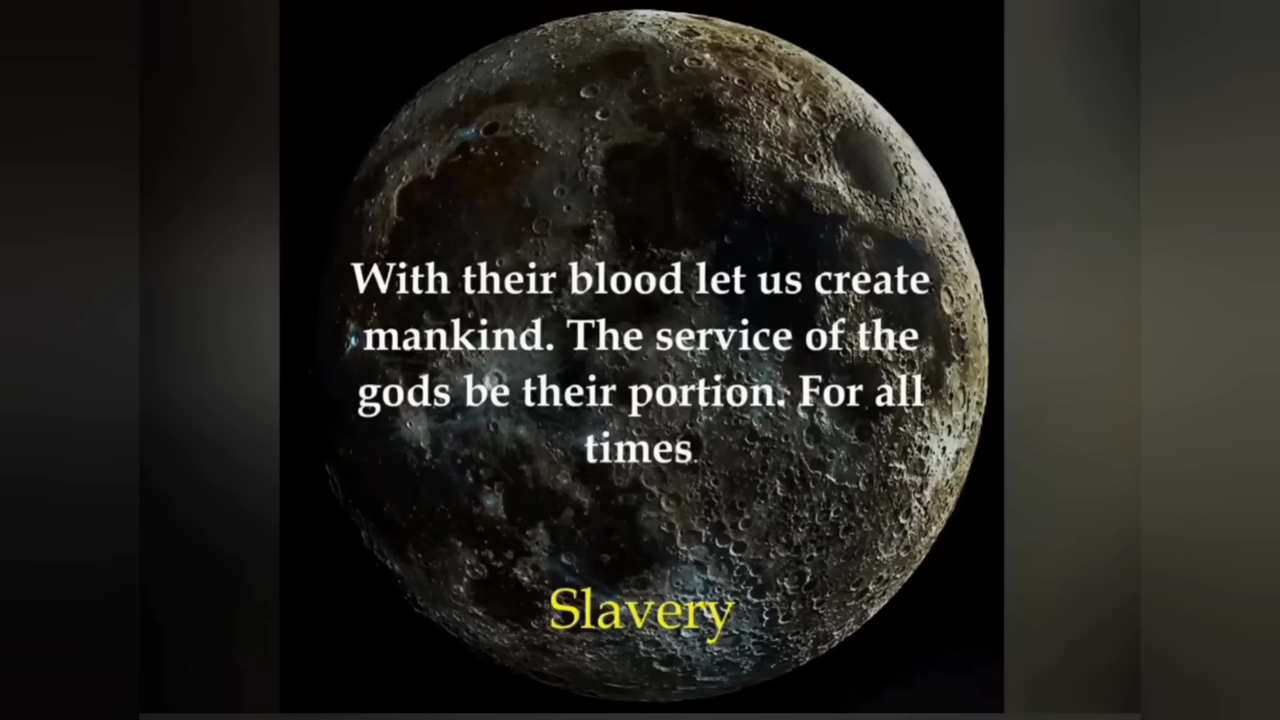 With their blood let us create
mankind. The service of the
gods be their portion. For all
times
Slavery